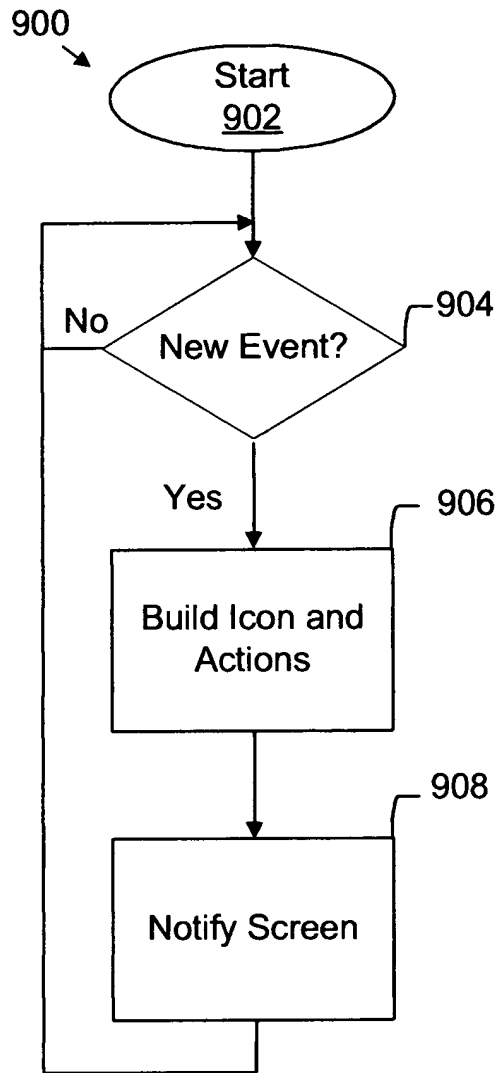 900
Start
902
904
No
New Event?
Yes
906
Build Icon and
Actions
908
Notify Screen